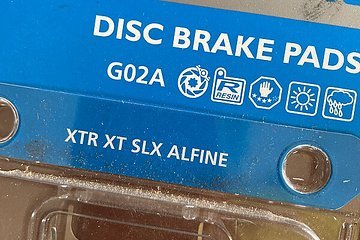 DISC BRAKE PADS
G02A
R
RESIN
XTR XT SLX ALFINE